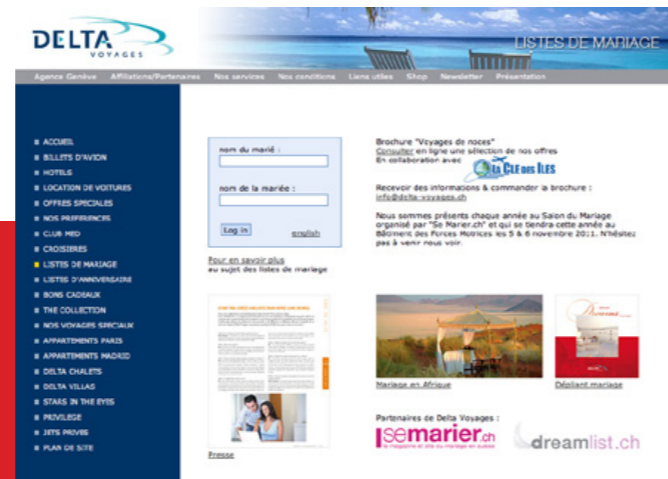 DELTA
VOYAGES
LISTES DE MARIAGE
Agence Genève Affiliations/Partenaires Nos services Nos conditions Liens utiles Shop Newsletter Présentation
ACCUEIL
BILLETS D'AVION
HOTELS
LOCATION DE VOITURES
OFFRES SPECIALES
NOS PREFERENCES
CLUB MED
CROISIERES
LISTES DE MARIAGE
LISTES D'ANNIVERSAIRE
BONS CADEAUX
THE COLLECTION
NOS VOYAGES SPECIAUX
APPARTEMENTS PARIS
APPARTEMENTS MADRID
DELTA CHALETS
DELTA VILLAS
STARS IN THE EYES
PRIVILEGE
JETS PRIVES
PLAN DE SITE
nom du marié :
nom de la mariée :
Log in english
Pour en savoir plus
au sujet des listes de mariage
Presse
Brochure "Voyages de noces"
Consulter en ligne une sélection de nos offres
En collaboration avec
LA CLE DES ILES
Recevoir des informations & commander la brochure :
info@delta-voyages.ch
Nous sommes présents chaque année au Salon du Mariage
organisé par "Se Marier.ch" et qui se tiendra cette année au
Bâtiment des Forces Motrices les 5 & 6 novembre 2011. N'hésitez
pas à venir nous voir.
Mariage en Afrique
Dépliant mariage
Partenaires de Delta Voyages :
semarier.ch
le magazine et site du mariage en suisse
dreamlist.ch